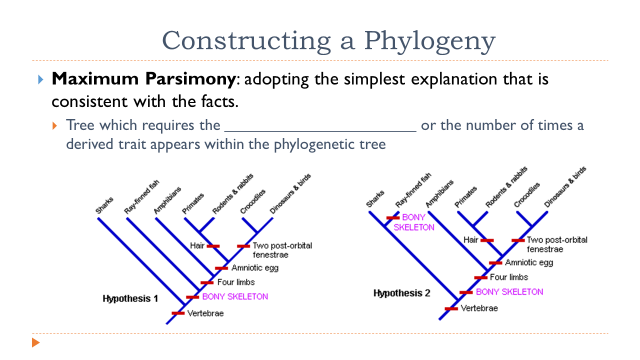 Constructing a Phylogeny
Maximum Parsimony: adopting the simplest explanation that is
consistent with the facts.
Tree which requires the ________________________ or the number of times a
derived trait appears within the phylogenetic tree
Sharks
Ray-finned fish
Amphibians
Primates
Rodents & rabbits
Crocodiles
Dinosaurs & birds
Hair
Two post-orbital
fenestrae
Amniotic egg
Four limbs
BONY SKELETON
Vertebrae
Hypothesis 1
Sharks
Ray-finned fish
Amphibians
Primates
Rodents & rabbits
Crocodiles
Dinosaurs & birds
BONY
SKELETON
Hair
Two post-orbital
fenestrae
Amniotic egg
Four limbs
BONY SKELETON
Vertebrae
Hypothesis 2